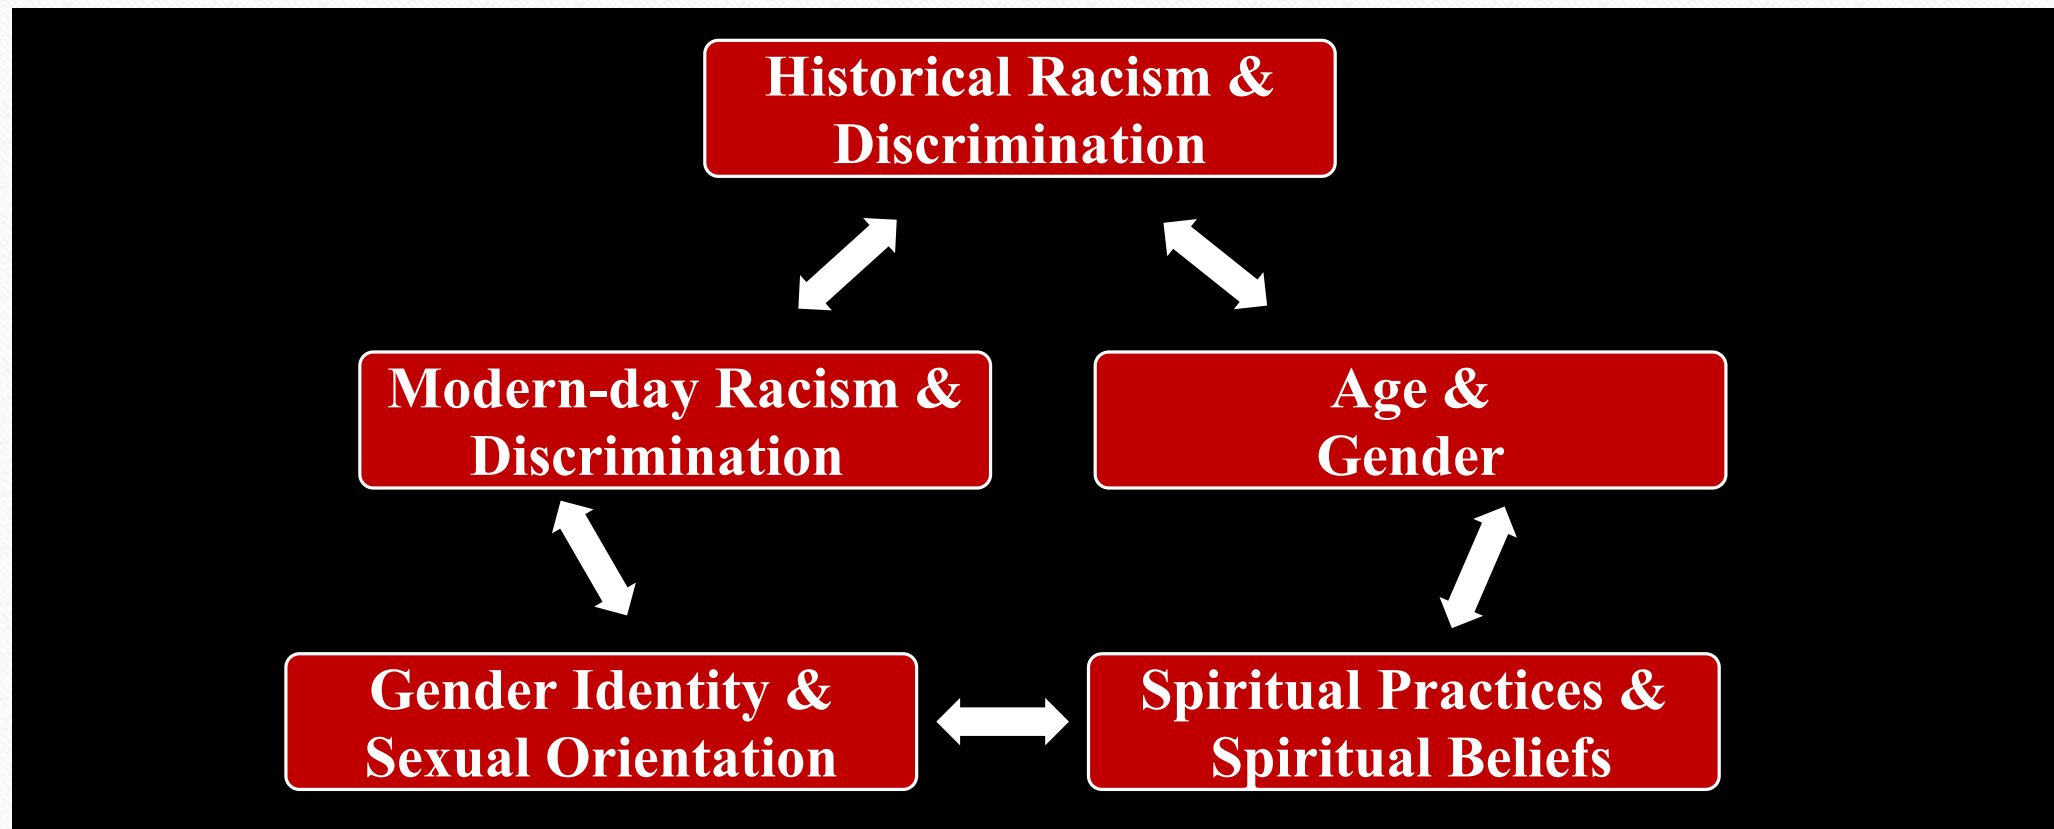 Historical Racism &
Discrimination
Modern-day Racism &
Discrimination
Age &
Gender
Gender Identity &
Sexual Orientation
Spiritual Practices &
Spiritual Beliefs